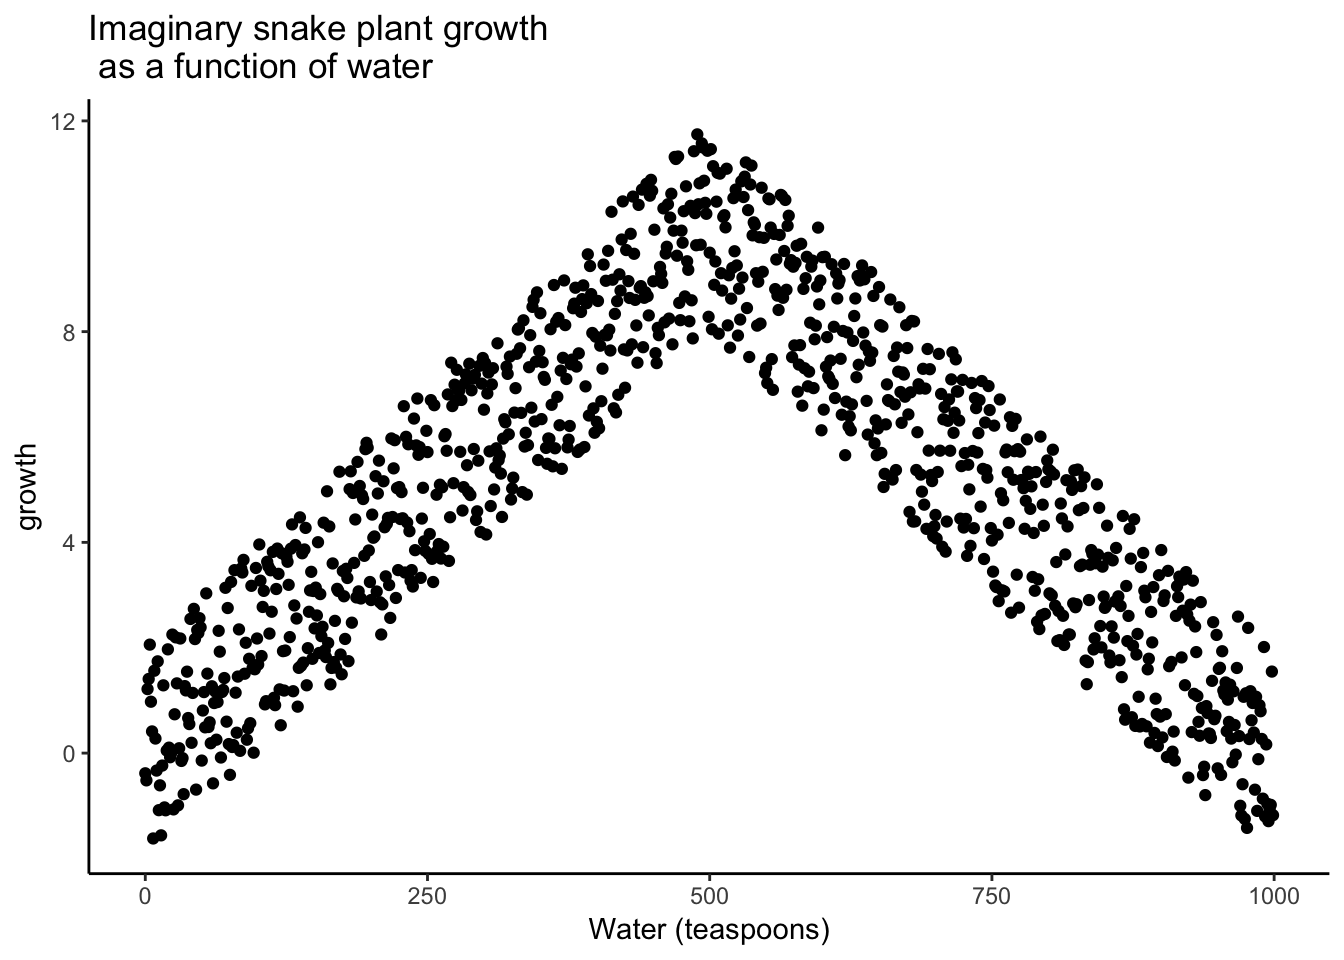 Imaginary snake plant growth
as a function of water
12
8
4
0
growth
0 250 500 750 1000
Water (teaspoons)